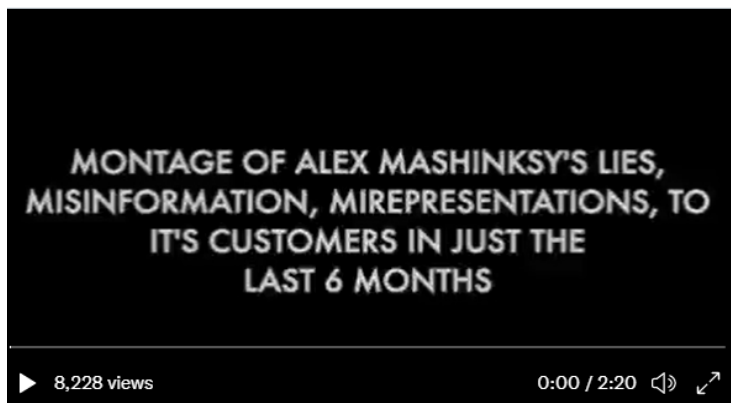 MONTAGE OF ALEX MASHINKSY'S LIES,
MISINFORMATION, MIREPRESENTATIONS, TO
IT'S CUSTOMERS IN JUST THE
LAST 6 MONTHS
8,228 views 0:00 / 2:20